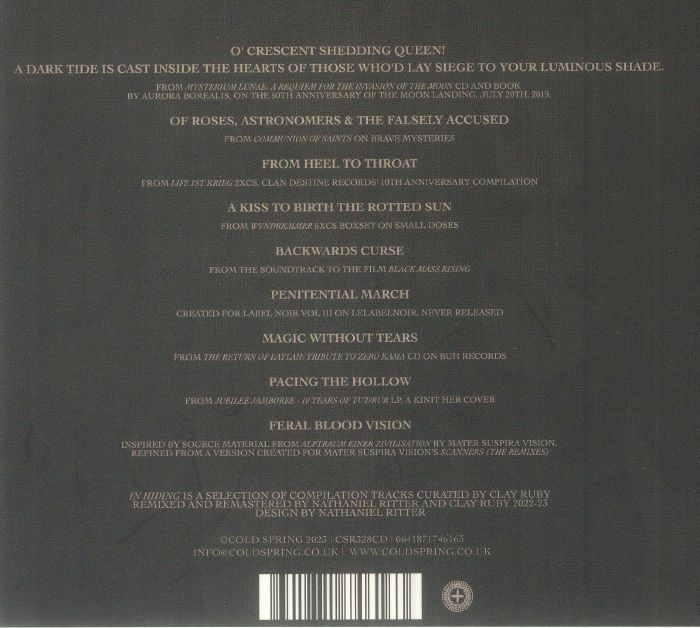 O' CRESCENT SHEDDING QUEEN!
A DARK TIDE IS CAST INSIDE THE HEARTS OF THOSE WHO'D LAY SIEGE TO YOUR LUMINOUS SHADE.
FROM MYSTERIUM LUNAE: A REQUIEM FOR THE INVASION OF THE MOON CD AND BOOK
BY AURORA BOREALIS, ON THE 50TH ANNIVERSARY OF THE MOON LANDING, JULY 20TH, 2019.
OF ROSES, ASTRONOMERS & THE FALSELY ACCUSED
FROM COMMUNION OF SAINTS ON BRAVE MYSTERIES
FROM HEEL TO THROAT
FROM LIFE IST KRIEG 2XCS, CLAN DESTINE RECORDS' 10TH ANNIVERSARY COMPILATION
A KISS TO BIRTH THE ROTTED SUN
FROM WVNDRKMMER 5XCS BOXSET ON SMALL DOSES
BACKWARDS CURSE
FROM THE SOUNDTRACK TO THE FILM BLACK MASS RISING
PENITENTIAL MARCH
CREATED FOR LABEL NOIR VOL III ON LELABELNOIR, NEVER RELEASED
MAGIC WITHOUT TEARS
FROM THE RETURN OF LAYLAH: TRIBUTE TO ZERO KAMA CD ON BUH RECORDS
PACING THE HOLLOW
FROM JUBILEE JAMBOREE - 10 YEARS OF TUT/RUR LP, A KINIT HER COVER
FERAL BLOOD VISION
INSPIRED BY SOURCE MATERIAL FROM ALPTRAUM EINER ZIVILISATION BY MATER SUSPIRA VISION.
REFINED FROM A VERSION CREATED FOR MATER SUSPIRA VISION'S SCANNERS (THE REMIXES)
IN HIDING IS A SELECTION OF COMPILATION TRACKS CURATED BY CLAY RUBY
REMIXED AND REMASTERED BY NATHANIEL RITTER AND CLAY RUBY 2022-23
DESIGN BY NATHANIEL RITTER
©COLD SPRING 2023 | CSR328CD | 0641871746163
INFO@COLDSPRING.CO.UK | WWW.COLDSPRING.CO.UK